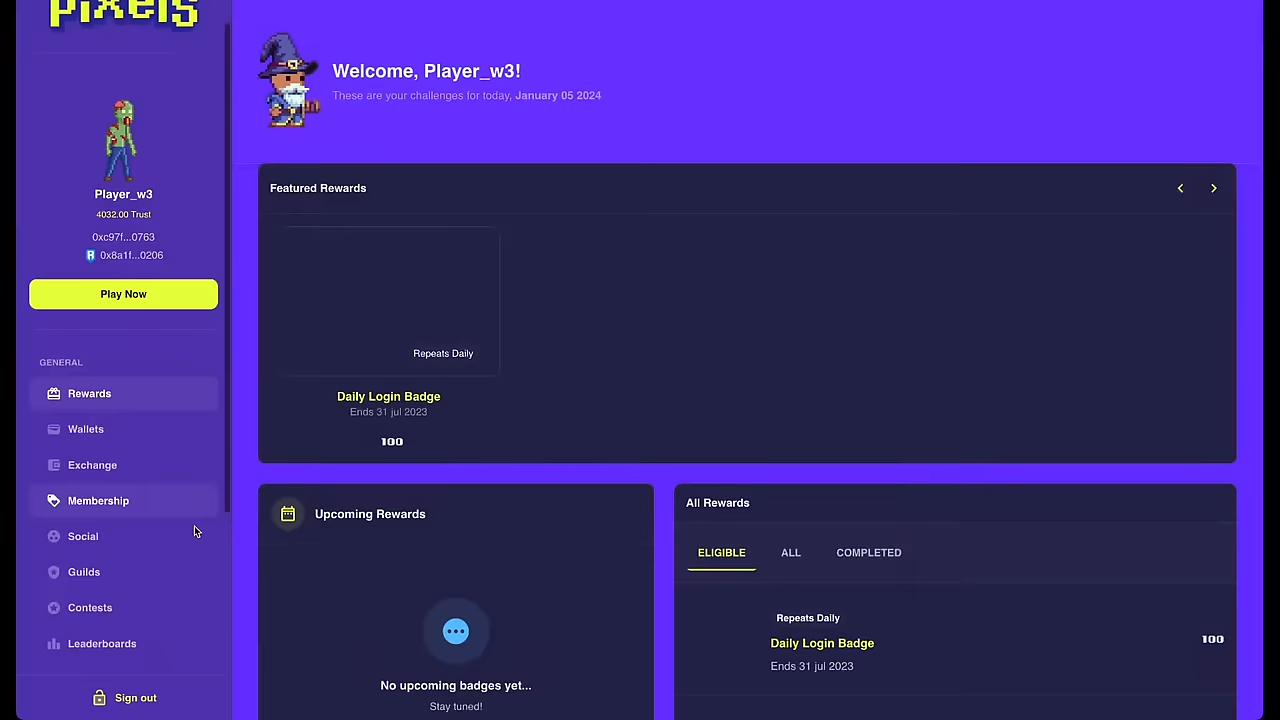 pixels
Player_w3
4032.00 Trust
0xc97f...0763
0x8a1f...0206
Play Now
GENERAL
Rewards
Wallets
Exchange
Membership
Social
Guilds
Contests
Leaderboards
Sign out
Welcome, Player_w3!
These are your challenges for today, January 05 2024
Featured Rewards
Repeats Daily
Daily Login Badge
Ends 31 jul 2023
100
Upcoming Rewards
No upcoming badges yet...
Stay tuned!
All Rewards
ELIGIBLE ALL COMPLETED
Repeats Daily
Daily Login Badge
Ends 31 jul 2023
100